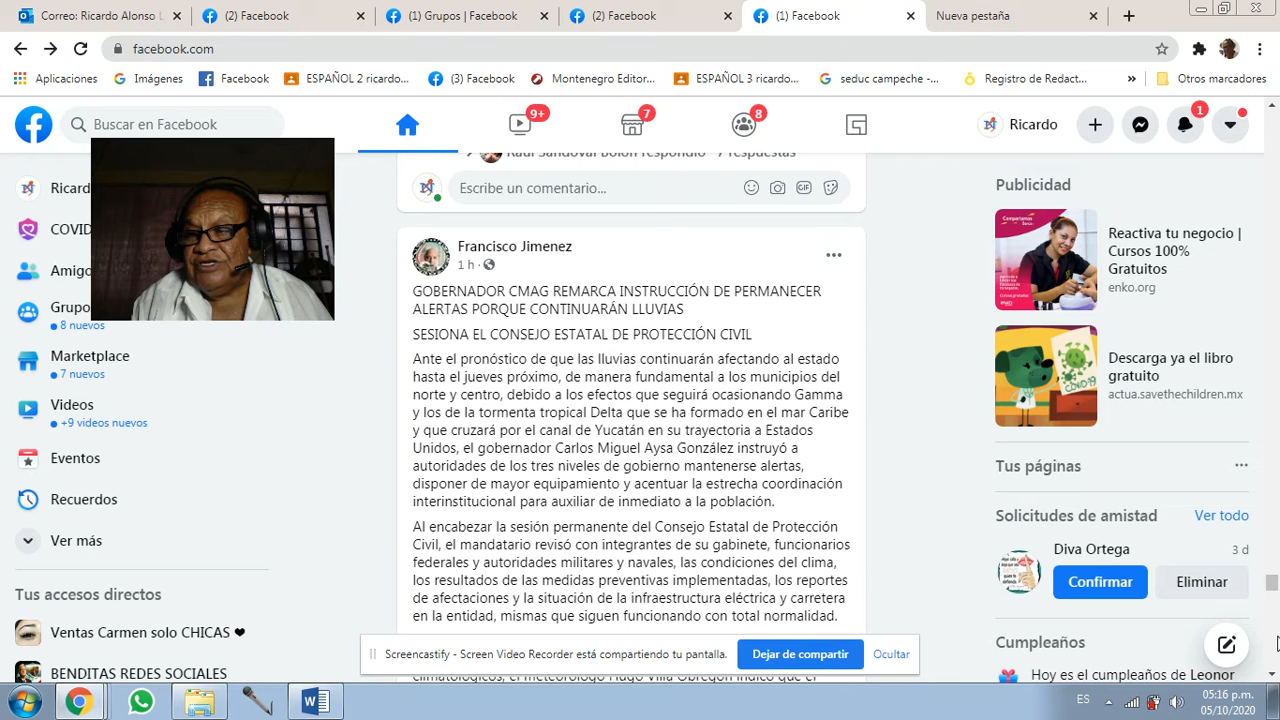 Correo: Ricardo Alonso L
(2) Facebook
(1) Grupos | Facebook
(2) Facebook
(1) Facebook
Nueva pestaña
facebook.com
Aplicaciones
Imágenes
Facebook
ESPAÑOL 2 ricardo...
(3) Facebook
Montenegro Editor...
ESPAÑOL 3 ricardo...
seduc campeche -...
Registro de Redact...
»
Otros marcadores
Buscar en Facebook
9+
7
8
Ricardo
1
Ricard
COVID
Amigo
Grupo
8 nuevos
Marketplace
7 nuevos
Videos
+9 videos nuevos
Eventos
Recuerdos
Ver más
Tus accesos directos
Ventas Carmen solo CHICAS ❤
BENDITAS REDES SOCIALES
Raúl Sandoval Bolón respondió · 7 respuestas
Escribe un comentario...
GIF
Francisco Jimenez
1 h ·
GOBERNADOR CMAG REMARCA INSTRUCCIÓN DE PERMANECER
ALERTAS PORQUE CONTINUARÁN LLUVIAS
SESIONA EL CONSEJO ESTATAL DE PROTECCIÓN CIVIL
Ante el pronóstico de que las lluvias continuarán afectando al estado
hasta el jueves próximo, de manera fundamental a los municipios del
norte y centro, debido a los efectos que seguirá ocasionando Gamma
y los de la tormenta tropical Delta que se ha formado en el mar Caribe
y que cruzará por el canal de Yucatán en su trayectoria a Estados
Unidos, el gobernador Carlos Miguel Aysa González instruyó a
autoridades de los tres niveles de gobierno mantenerse alertas,
disponer de mayor equipamiento y acentuar la estrecha coordinación
interinstitucional para auxiliar de inmediato a la población.
Al encabezar la sesión permanente del Consejo Estatal de Protección
Civil, el mandatario revisó con integrantes de su gabinete, funcionarios
federales y autoridades militares y navales, las condiciones del clima,
los resultados de las medidas preventivas implementadas, los reportes
de afectaciones y la situación de la infraestructura eléctrica y carretera
en la entidad, mismas que siguen funcionando con total normalidad.
climatológicos, el meteorólogo Hugo Villa Obregón indicó que el
Screencastify - Screen Video Recorder está compartiendo tu pantalla.
Dejar de compartir
Ocultar
Publicidad
Reactiva tu negocio |
Cursos 100%
Gratuitos
enko.org
Descarga ya el libro
gratuito
actua.savethechildren.mx
Tus páginas
Solicitudes de amistad
Ver todo
Diva Ortega
3 d
Confirmar
Eliminar
Cumpleaños
Hoy es el cumpleaños de Leonor
ES
05:16 p.m.
05/10/2020